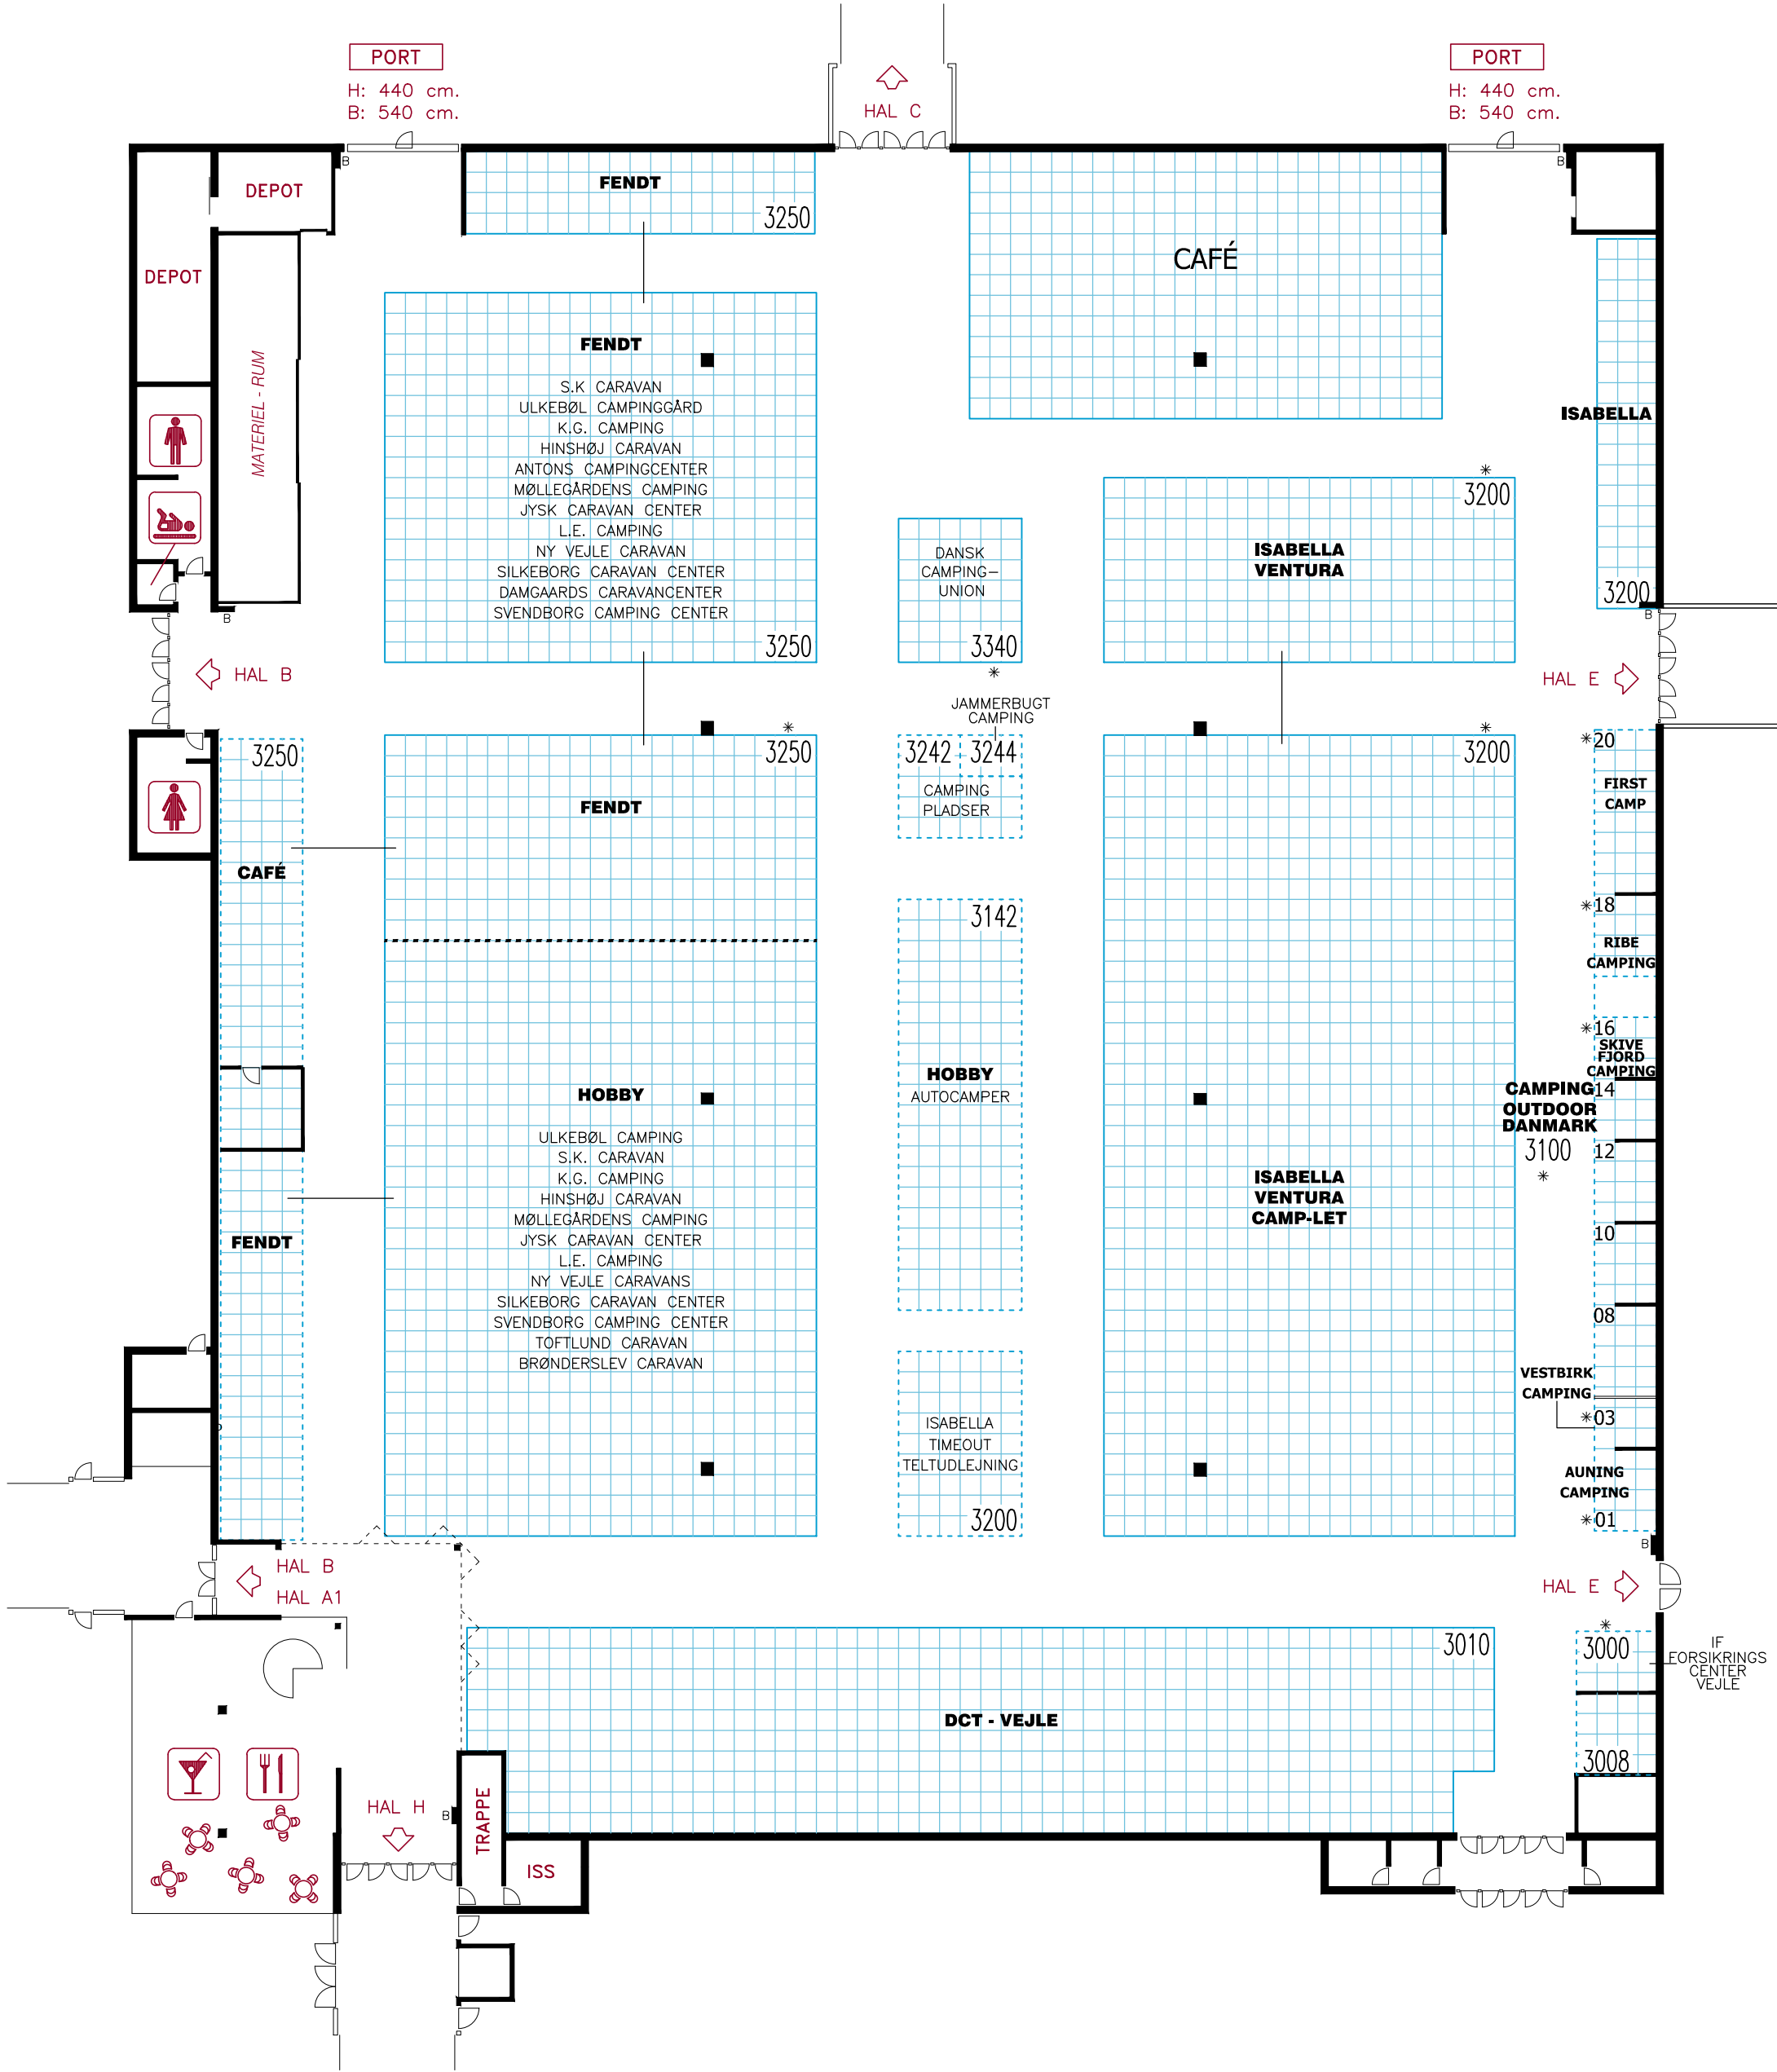 PORT
H: 440 cm.
B: 540 cm.
HAL C
PORT
H: 440 cm.
B: 540 cm.
B
B
DEPOT
FENDT
3250
CAFÉ
DEPOT
MATERIEL - RUM
FENDT
S.K CARAVAN
ULKEBØL CAMPINGGÅRD
K.G. CAMPING
HINSHØJ CARAVAN
ANTONS CAMPINGCENTER
MØLLEGÅRDENS CAMPING
JYSK CARAVAN CENTER
L.E. CAMPING
NY VEJLE CARAVAN
SILKEBORG CARAVAN CENTER
DAMGAARDS CARAVANCENTER
SVENDBORG CAMPING CENTER
3250
ISABELLA
3200
*
3200
ISABELLA
VENTURA
DANSK
CAMPING-
UNION
3340
*
B
B
HAL B
HAL E
JAMMERBUGT
CAMPING
3242
3244
CAMPING
PLADSER
3250
CAFÉ
FENDT
*
3250
FENDT
*
3200
*20
FIRST
CAMP
*18
RIBE
CAMPING
*16
SKIVE
FJORD
CAMPING
14
CAMPING
OUTDOOR
DANMARK
3100
*
12
10
08
VESTBIRK
CAMPING
*03
AUNING
CAMPING
*01
3142
HOBBY
AUTOCAMPER
HOBBY
ULKEBØL CAMPING
S.K. CARAVAN
K.G. CAMPING
HINSHØJ CARAVAN
MØLLEGÅRDENS CAMPING
JYSK CARAVAN CENTER
L.E. CAMPING
NY VEJLE CARAVANS
SILKEBORG CARAVAN CENTER
SVENDBORG CAMPING CENTER
TOFTLUND CARAVAN
BRØNDERSLEV CARAVAN
ISABELLA
VENTURA
CAMP-LET
ISABELLA
TIMEOUT
TELTUDLEJNING
3200
B
HAL B
HAL A1
HAL E
3010
DCT - VEJLE
*
3000
IF
FORSIKRINGS
CENTER
VEJLE
3008
HAL H
B
TRAPPE
ISS